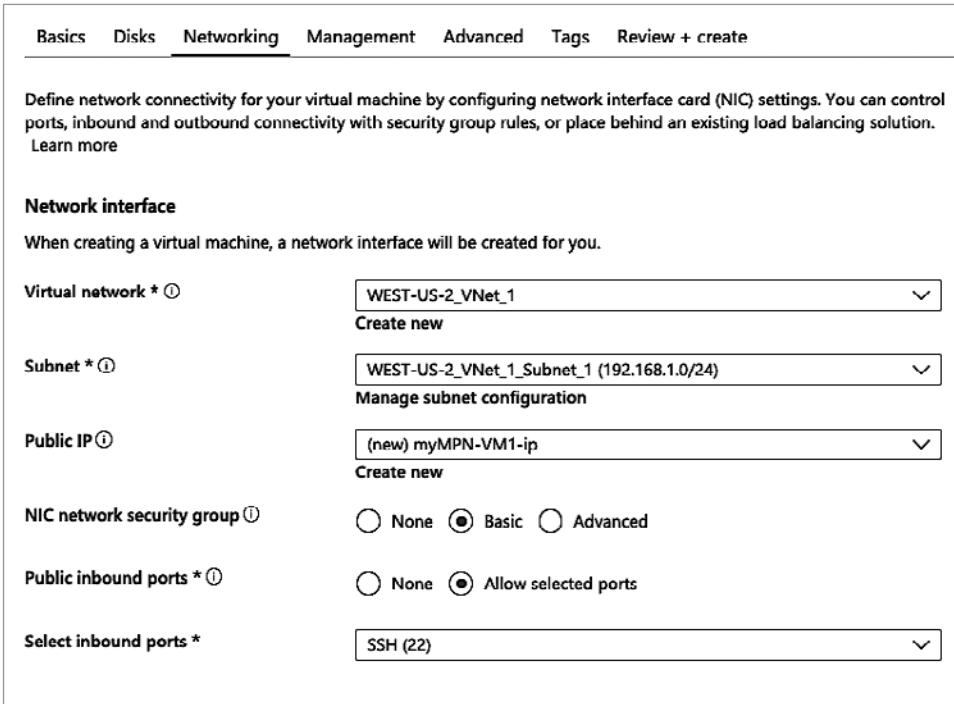 Basics Disks Networking Management Advanced Tags Review + create
Define network connectivity for your virtual machine by configuring network interface card (NIC) settings. You can control
ports, inbound and outbound connectivity with security group rules, or place behind an existing load balancing solution.
Learn more
Network interface
When creating a virtual machine, a network interface will be created for you.
Virtual network * ⓘ WEST-US-2_VNet_1
Create new
Subnet * ⓘ WEST-US-2_VNet_1_Subnet_1 (192.168.1.0/24)
Manage subnet configuration
Public IP ⓘ (new) myMPN-VM1-ip
Create new
NIC network security group ⓘ None Basic Advanced
Public inbound ports * ⓘ None Allow selected ports
Select inbound ports * SSH (22)